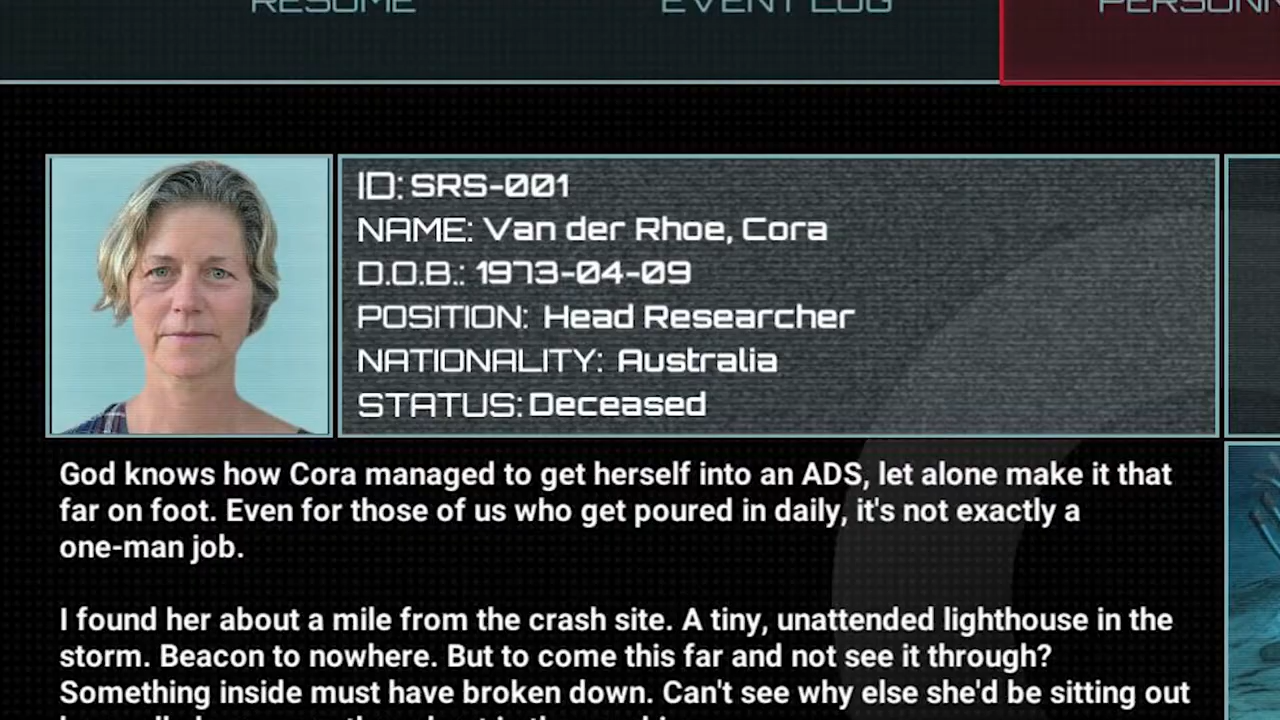 RESUME
EVENT LOG
ID: SRS-001
NAME: Van der Rhoe, Cora
D.O.B.: 1973-04-09
POSITION: Head Researcher
NATIONALITY: Australia
STATUS: Deceased
God knows how Cora managed to get herself into an ADS, let alone make it that
far on foot. Even for those of us who get poured in daily, it's not exactly a
one-man job.
I found her about a mile from the crash site. A tiny, unattended lighthouse in the
storm. Beacon to nowhere. But to come this far and not see it through?
Something inside must have broken down. Can't see why else she'd be sitting out